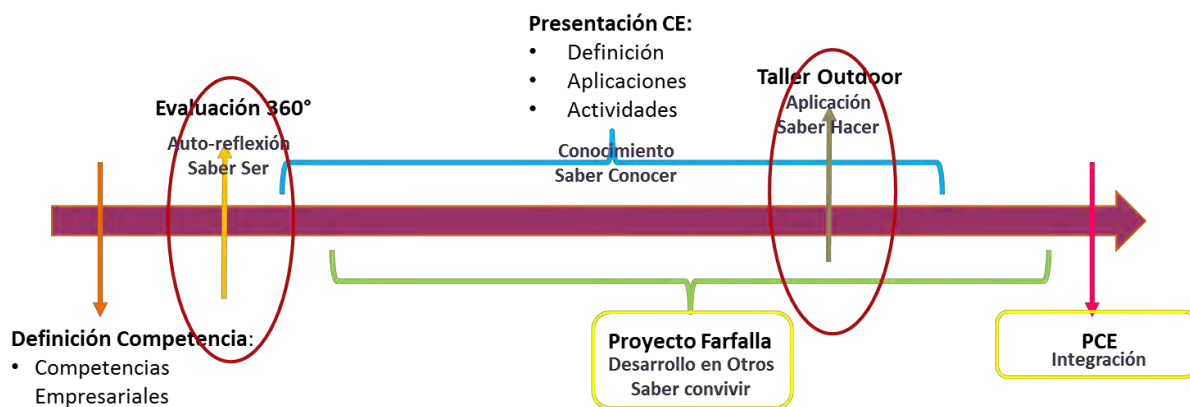 Presentación CE:
• Definición
• Aplicaciones
• Actividades
Evaluación 360°
Auto-reflexión
Saber Ser
Conocimiento
Saber Conocer
Taller Outdoor
Aplicación
Saber Hacer
Definición Competencia:
• Competencias
Empresariales
Proyecto Farfalla
Desarrollo en Otros
Saber convivir
PCE
Integración